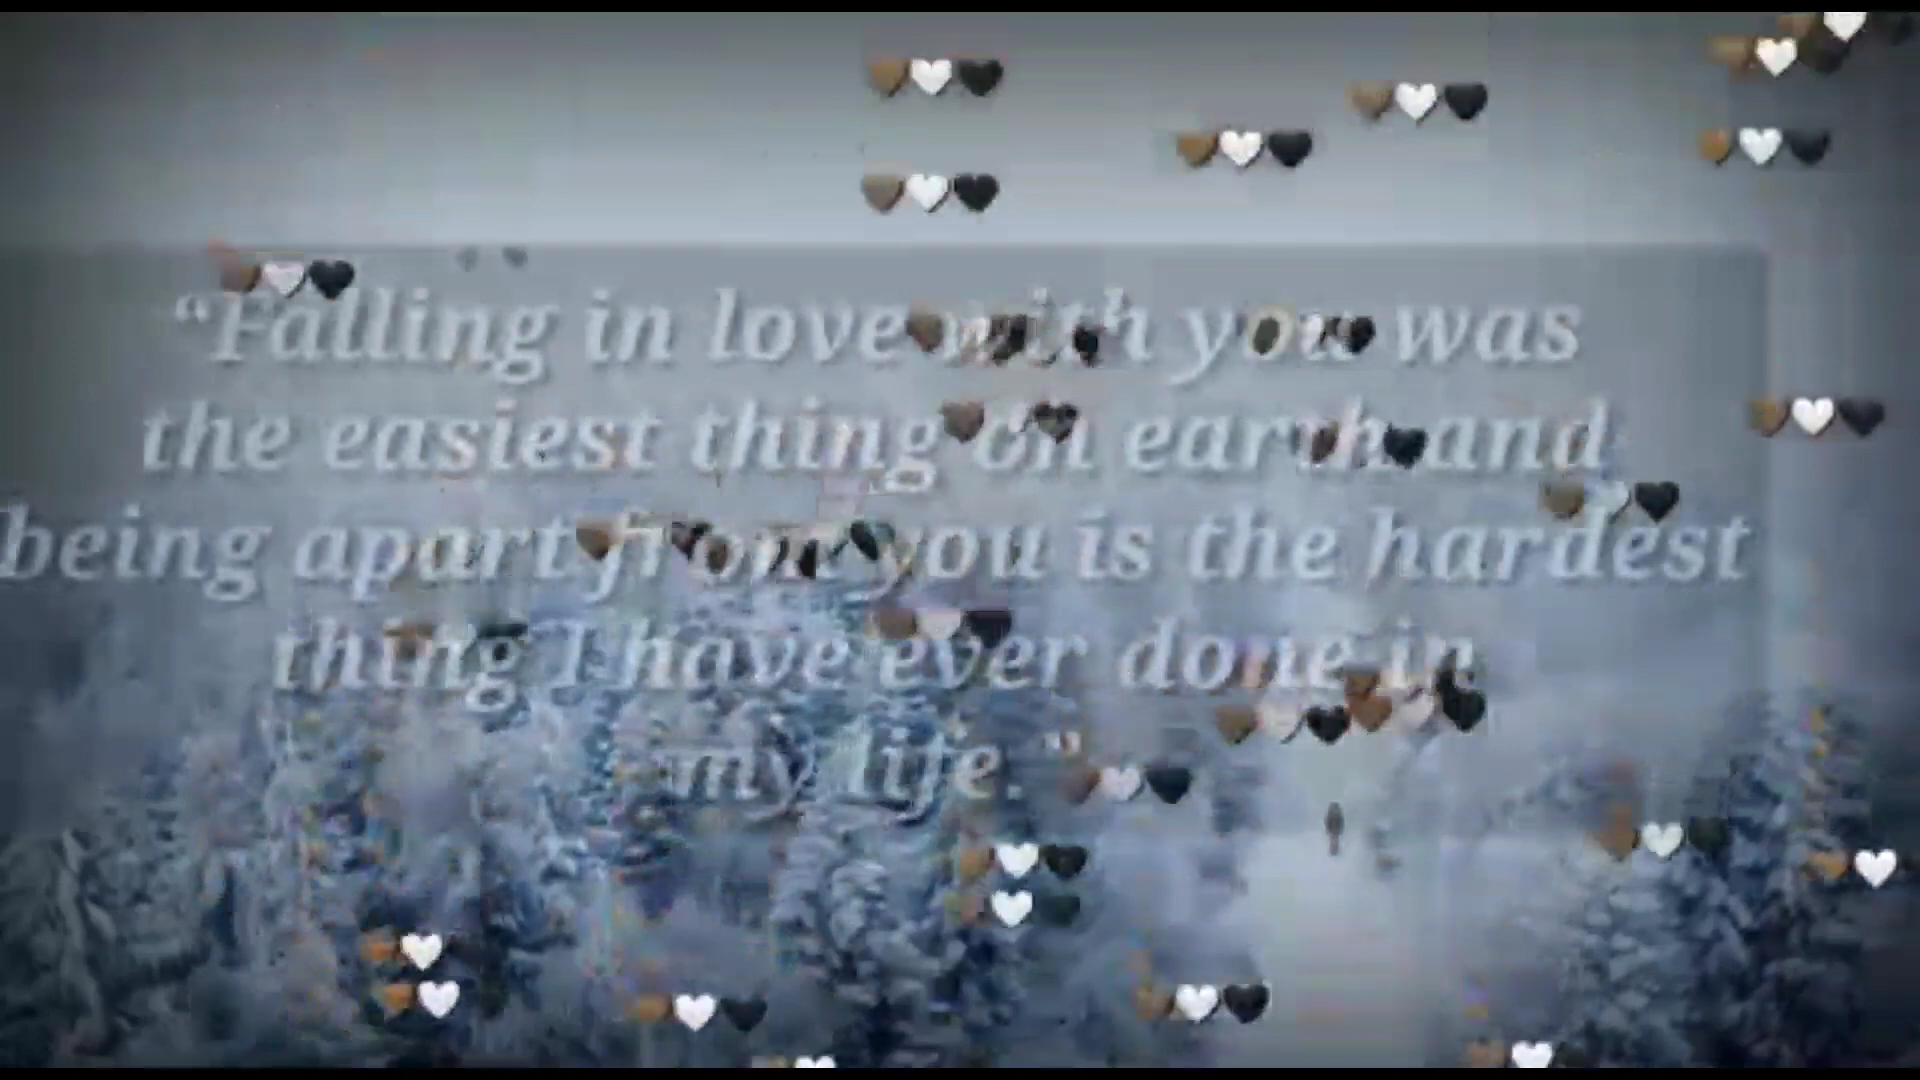 “Falling in love with you was
the easiest thing on earth and
being apart from you is the hardest
thing I have ever done in
my life."